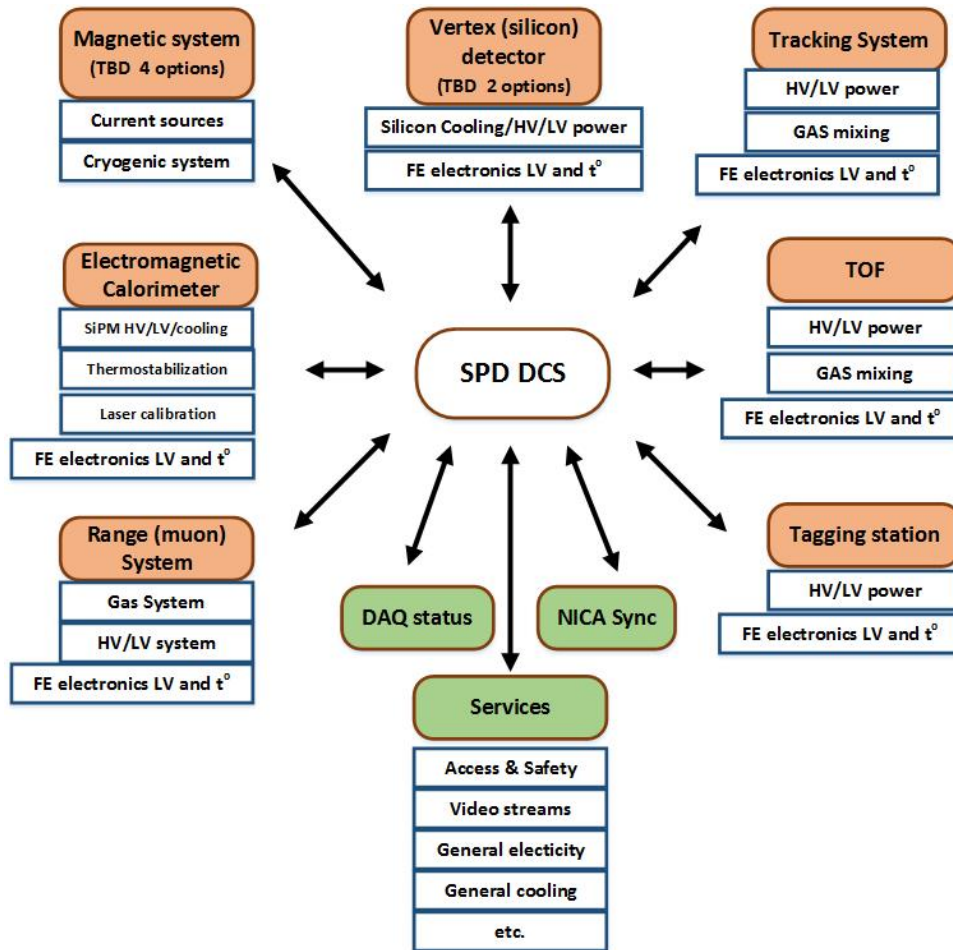 Magnetic system
(TBD 4 options)
Current sources
Cryogenic system
Vertex (silicon)
detector
(TBD 2 options)
Silicon Cooling/HV/LV power
FE electronics LV and t°
Tracking System
HV/LV power
GAS mixing
FE electronics LV and t°
Electromagnetic
Calorimeter
SiPM HV/LV/cooling
Thermostabilization
Laser calibration
FE electronics LV and t°
SPD DCS
TOF
HV/LV power
GAS mixing
FE electronics LV and t°
Range (muon)
System
Gas System
HV/LV system
FE electronics LV and t°
DAQ status
NICA Sync
Tagging station
HV/LV power
FE electronics LV and t°
Services
Access & Safety
Video streams
General electicity
General cooling
etc.